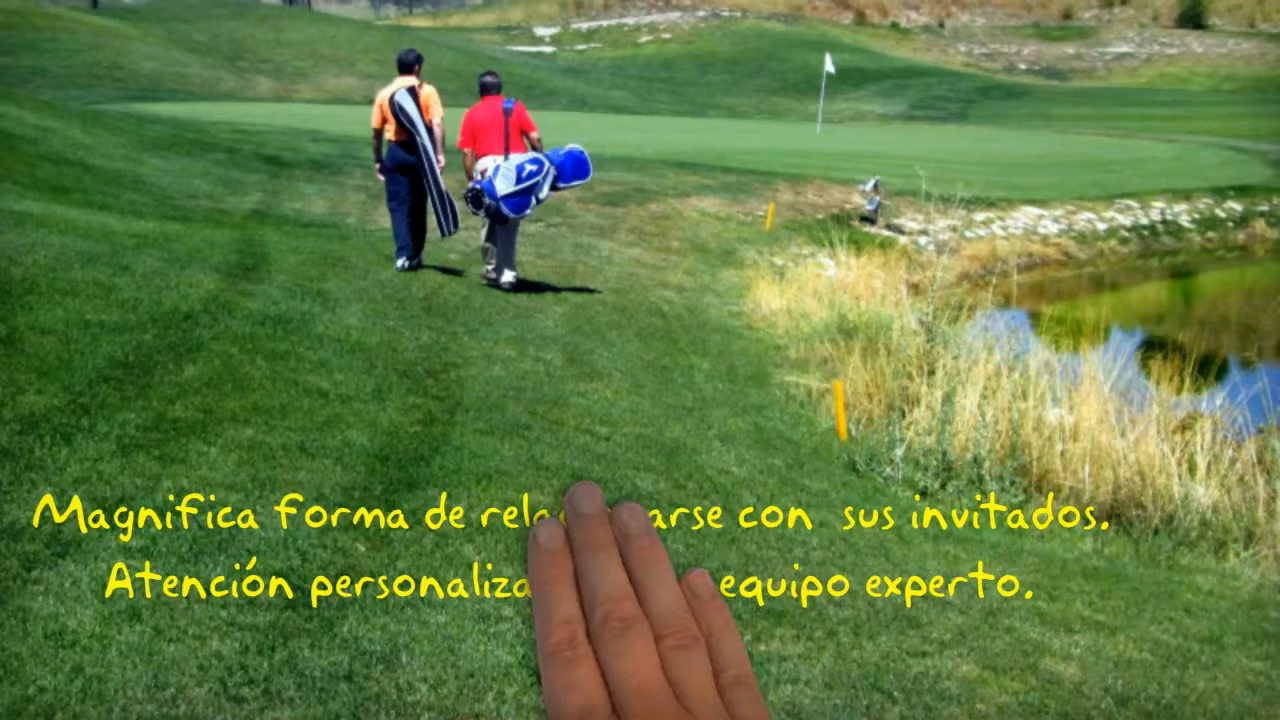 Magnifica forma de con sus invitados.
Atención equipo experto.